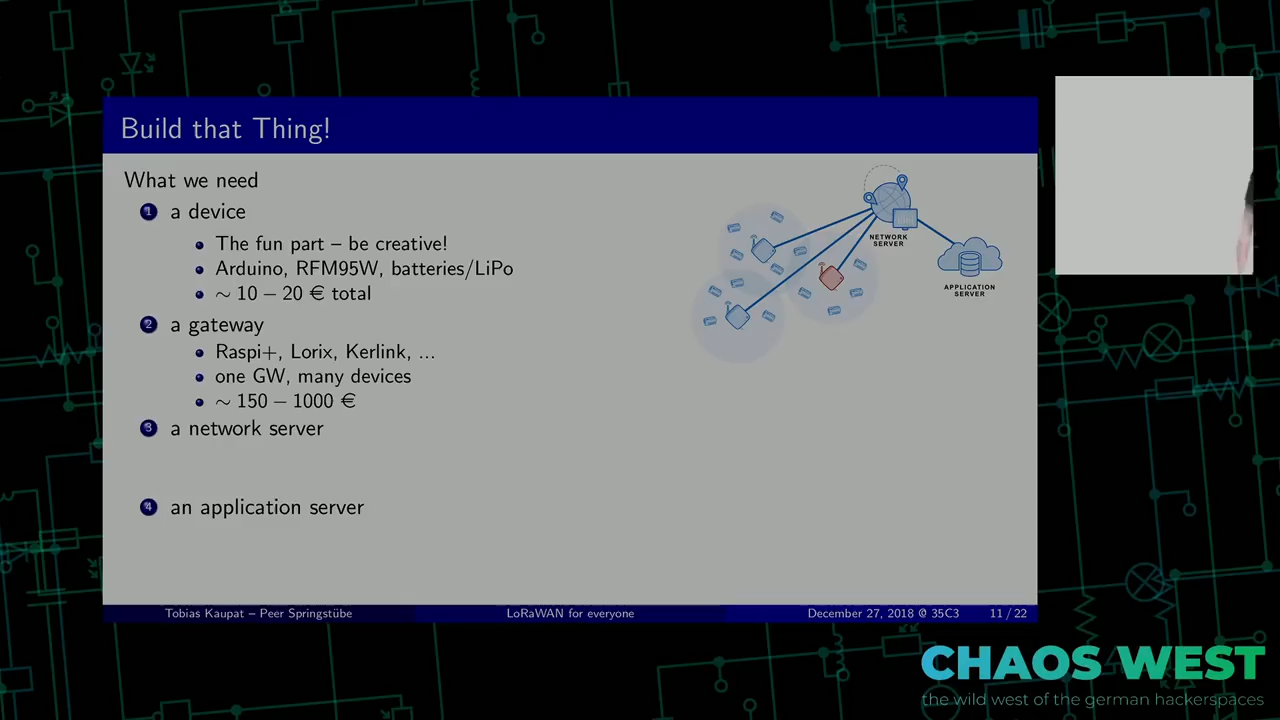 Build that Thing!
What we need
1 a device
The fun part – be creative!
Arduino, RFM95W, batteries/LiPo
∼ 10 – 20 € total
2 a gateway
Raspi+, Lorix, Kerlink, ...
one GW, many devices
∼ 150 – 1000 €
3 a network server
4 an application server
NETWORK
SERVER
APPLICATION
SERVER
Tobias Kaupat – Peer Springstübe
LoRaWAN for everyone
December 27, 2018 @ 35C3
11 / 22
CHAOS WEST
the wild west of the german hackerspaces